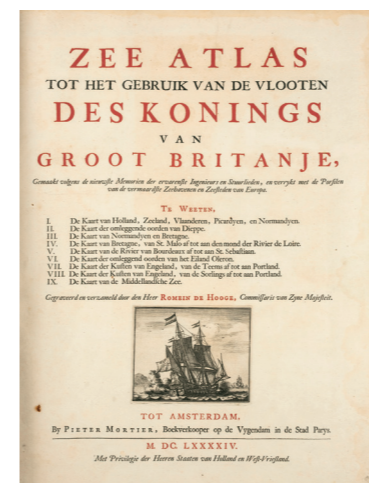 ZEE ATLAS
TOT HET GEBRUIK VAN DE VLOOTEN
DES KONINGS
VAN
GROOT BRITANJE,
Gemaakt volgens de nieuwste Memorien der ervarenste Ingenieurs en Stuurlieden, en verrykt met de Profilen
van de vermaardste Zeehavenen en Zeesteden van Europa.
TE WEETEN,
I. De Kaart van Holland, Zeeland, Vlaanderen, Picardyen, en Normandyen.
II. De Kaart der omleggende oorden van Dieppe.
III. De Kaart van Normandyen en Bretagne.
IV. De Kaart van Bretagne, van St. Malo af tot aan den mond der Rivier de Loire.
V. De Kaart van de Rivier van Bourdeaux af tot aan St. Sebastiaan.
VI. De Kaart der omleggend oorden van het Eiland Oleron.
VII. De Kaart der Kusten van Engeland, van de Teems af tot aan Portland.
VIII. De Kaart der Kusten van Engeland, van de Sorlings af tot aan Portland.
IX. De Kaart van de Middellandsche Zee.
Gegraveerd en verzameld door den Heer ROMEIN DE HOOGE, Commissaris van Zyne Majesteit.
TOT AMSTERDAM,
By PIETER MORTIER, Boekverkooper op de Vygendam in de Stad Parys.
M. DC. LXXXXIV.
Met Privilegie der Heeren Staaten van Holland en West-Vriesland.